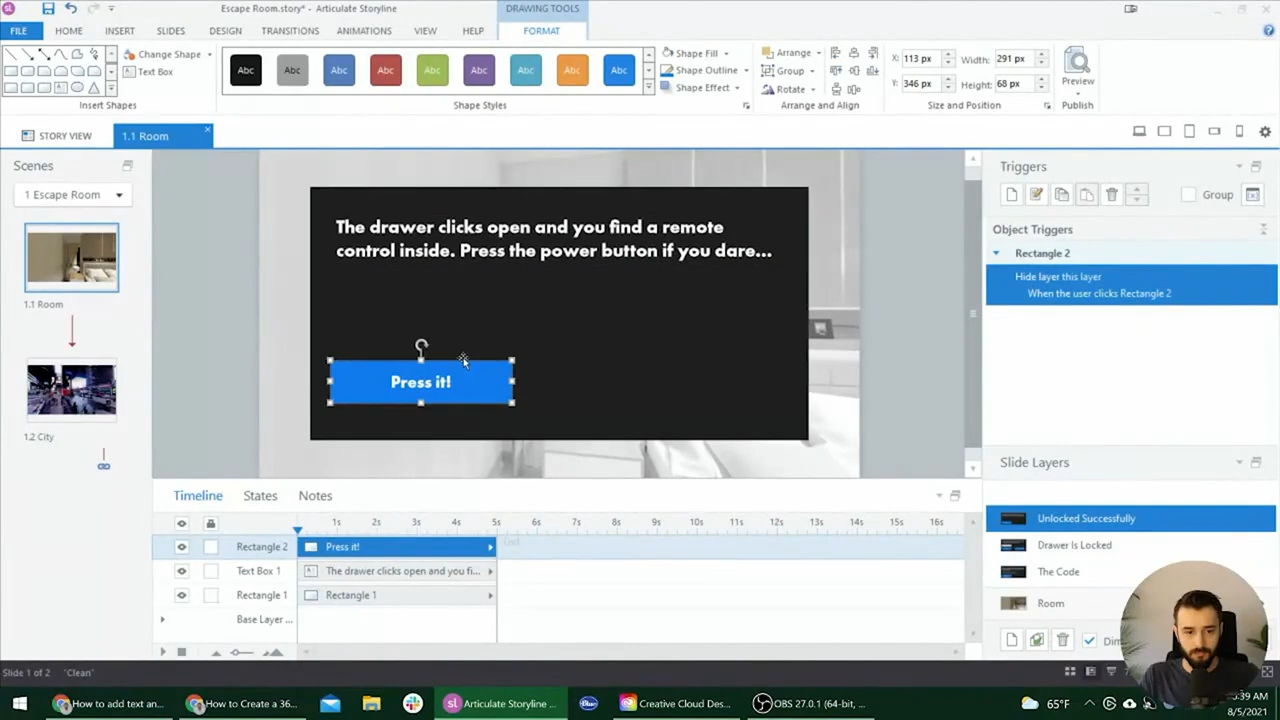 Escape Room.story* - Articulate Storyline
DRAWING TOOLS
FILE HOME INSERT SLIDES DESIGN TRANSITIONS ANIMATIONS VIEW HELP FORMAT
Change Shape
Text Box
Insert Shapes
Abc Abc Abc Abc Abc Abc Abc Abc Abc
Shape Styles
Shape Fill
Shape Outline
Shape Effect
Arrange
Group
Rotate
Arrange and Align
X: 113 px Width: 291 px
Y: 346 px Height: 68 px
Size and Position
Preview
Publish
STORY VIEW 1.1 Room
Scenes
1 Escape Room
1.1 Room
1.2 City
The drawer clicks open and you find a remote
control inside. Press the power button if you dare...
Press it!
Triggers
Group
Object Triggers
Rectangle 2
Hide layer this layer
When the user clicks Rectangle 2
Slide Layers
Unlocked Successfully
Drawer Is Locked
The Code
Room
Timeline States Notes
1s 2s 3s 4s 5s 6s 7s 8s 9s 10s 11s 12s 13s 14s 15s 16s
Rectangle 2 Press it! End
Text Box 1 The drawer clicks open and you fi...
Rectangle 1 Rectangle 1
Base Layer ...
Slide 1 of 2 "Clean"
How to add text an... How to Create a 36... Articulate Storyline ... Creative Cloud Des... OBS 27.0.1 (64-bit, ... 65°F
8/5/2021